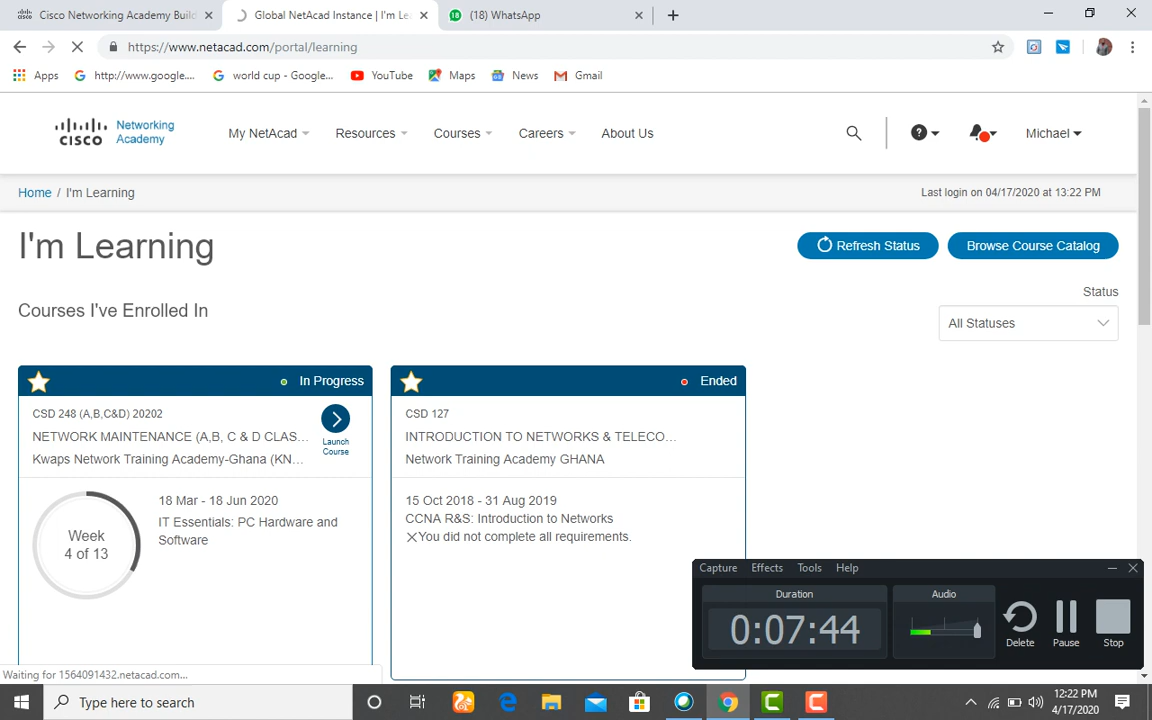 Cisco Networking Academy Build
Global NetAcad Instance | I'm Lea
(18) WhatsApp
https://www.netacad.com/portal/learning
Apps
http://www.google....
world cup - Google...
YouTube
Maps
News
Gmail
CISCO
Networking
Academy
My NetAcad
Resources
Courses
Careers
About Us
Michael
Home / I'm Learning
Last login on 04/17/2020 at 13:22 PM
I'm Learning
Refresh Status
Browse Course Catalog
Status
Courses I've Enrolled In
All Statuses
In Progress
CSD 248 (A,B,C&D) 20202
NETWORK MAINTENANCE (A,B, C & D CLAS...
Kwaps Network Training Academy-Ghana (KN...
Launch
Course
Week
4 of 13
18 Mar - 18 Jun 2020
IT Essentials: PC Hardware and
Software
Ended
CSD 127
INTRODUCTION TO NETWORKS & TELECO...
Network Training Academy GHANA
15 Oct 2018 - 31 Aug 2019
CCNA R&S: Introduction to Networks
You did not complete all requirements.
Capture Effects Tools Help
Duration
0:07:44
Audio
Delete
Pause
Stop
Waiting for 1564091432.netacad.com...
Type here to search
12:22 PM
4/17/2020